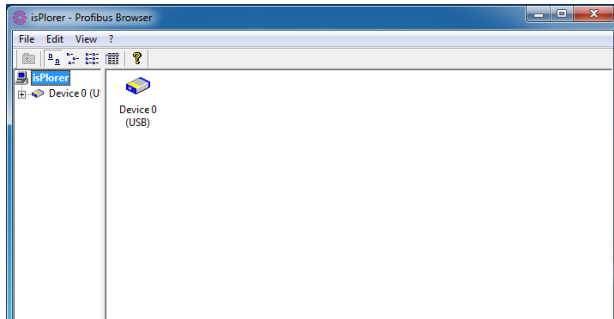 isPlorer - Profibus Browser
File Edit View ?
isPlorer
Device 0 (U
Device 0
(USB)